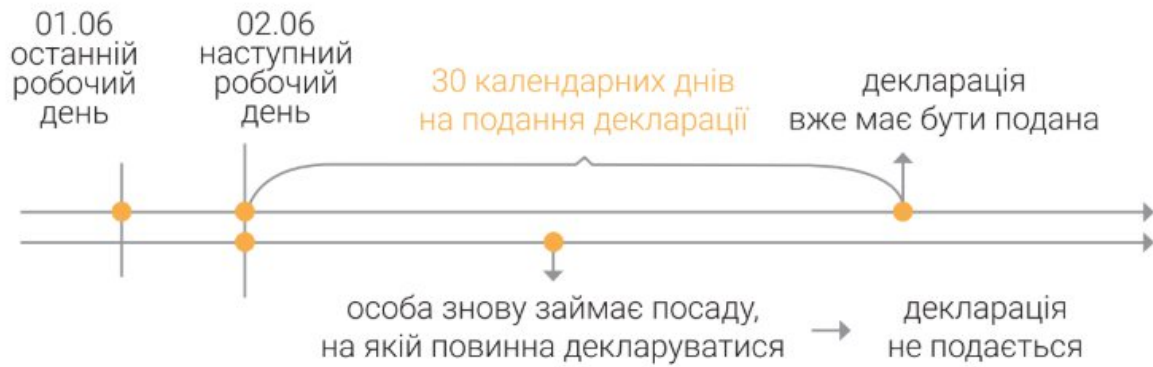 01.06
останній
робочий
день
02.06
наступний
робочий
день
30 календарних днів
на подання декларації
декларація
вже має бути подана
особа знову займає посаду,
на якій повинна декларуватися
декларація
не подається